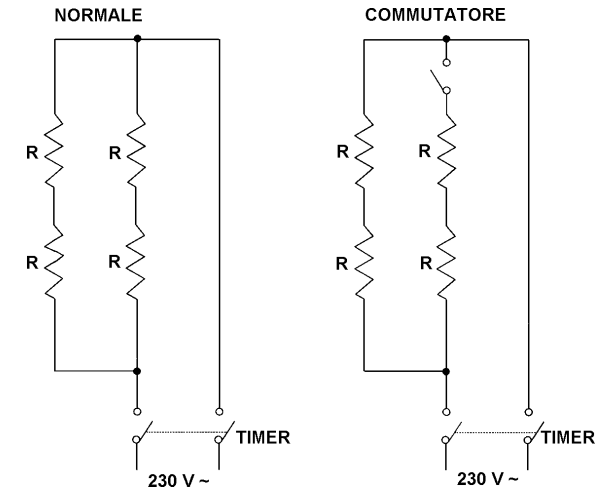 NORMALE
COMMUTATORE
R R
R R
R R
R R
TIMER
TIMER
230 V ~
230 V ~